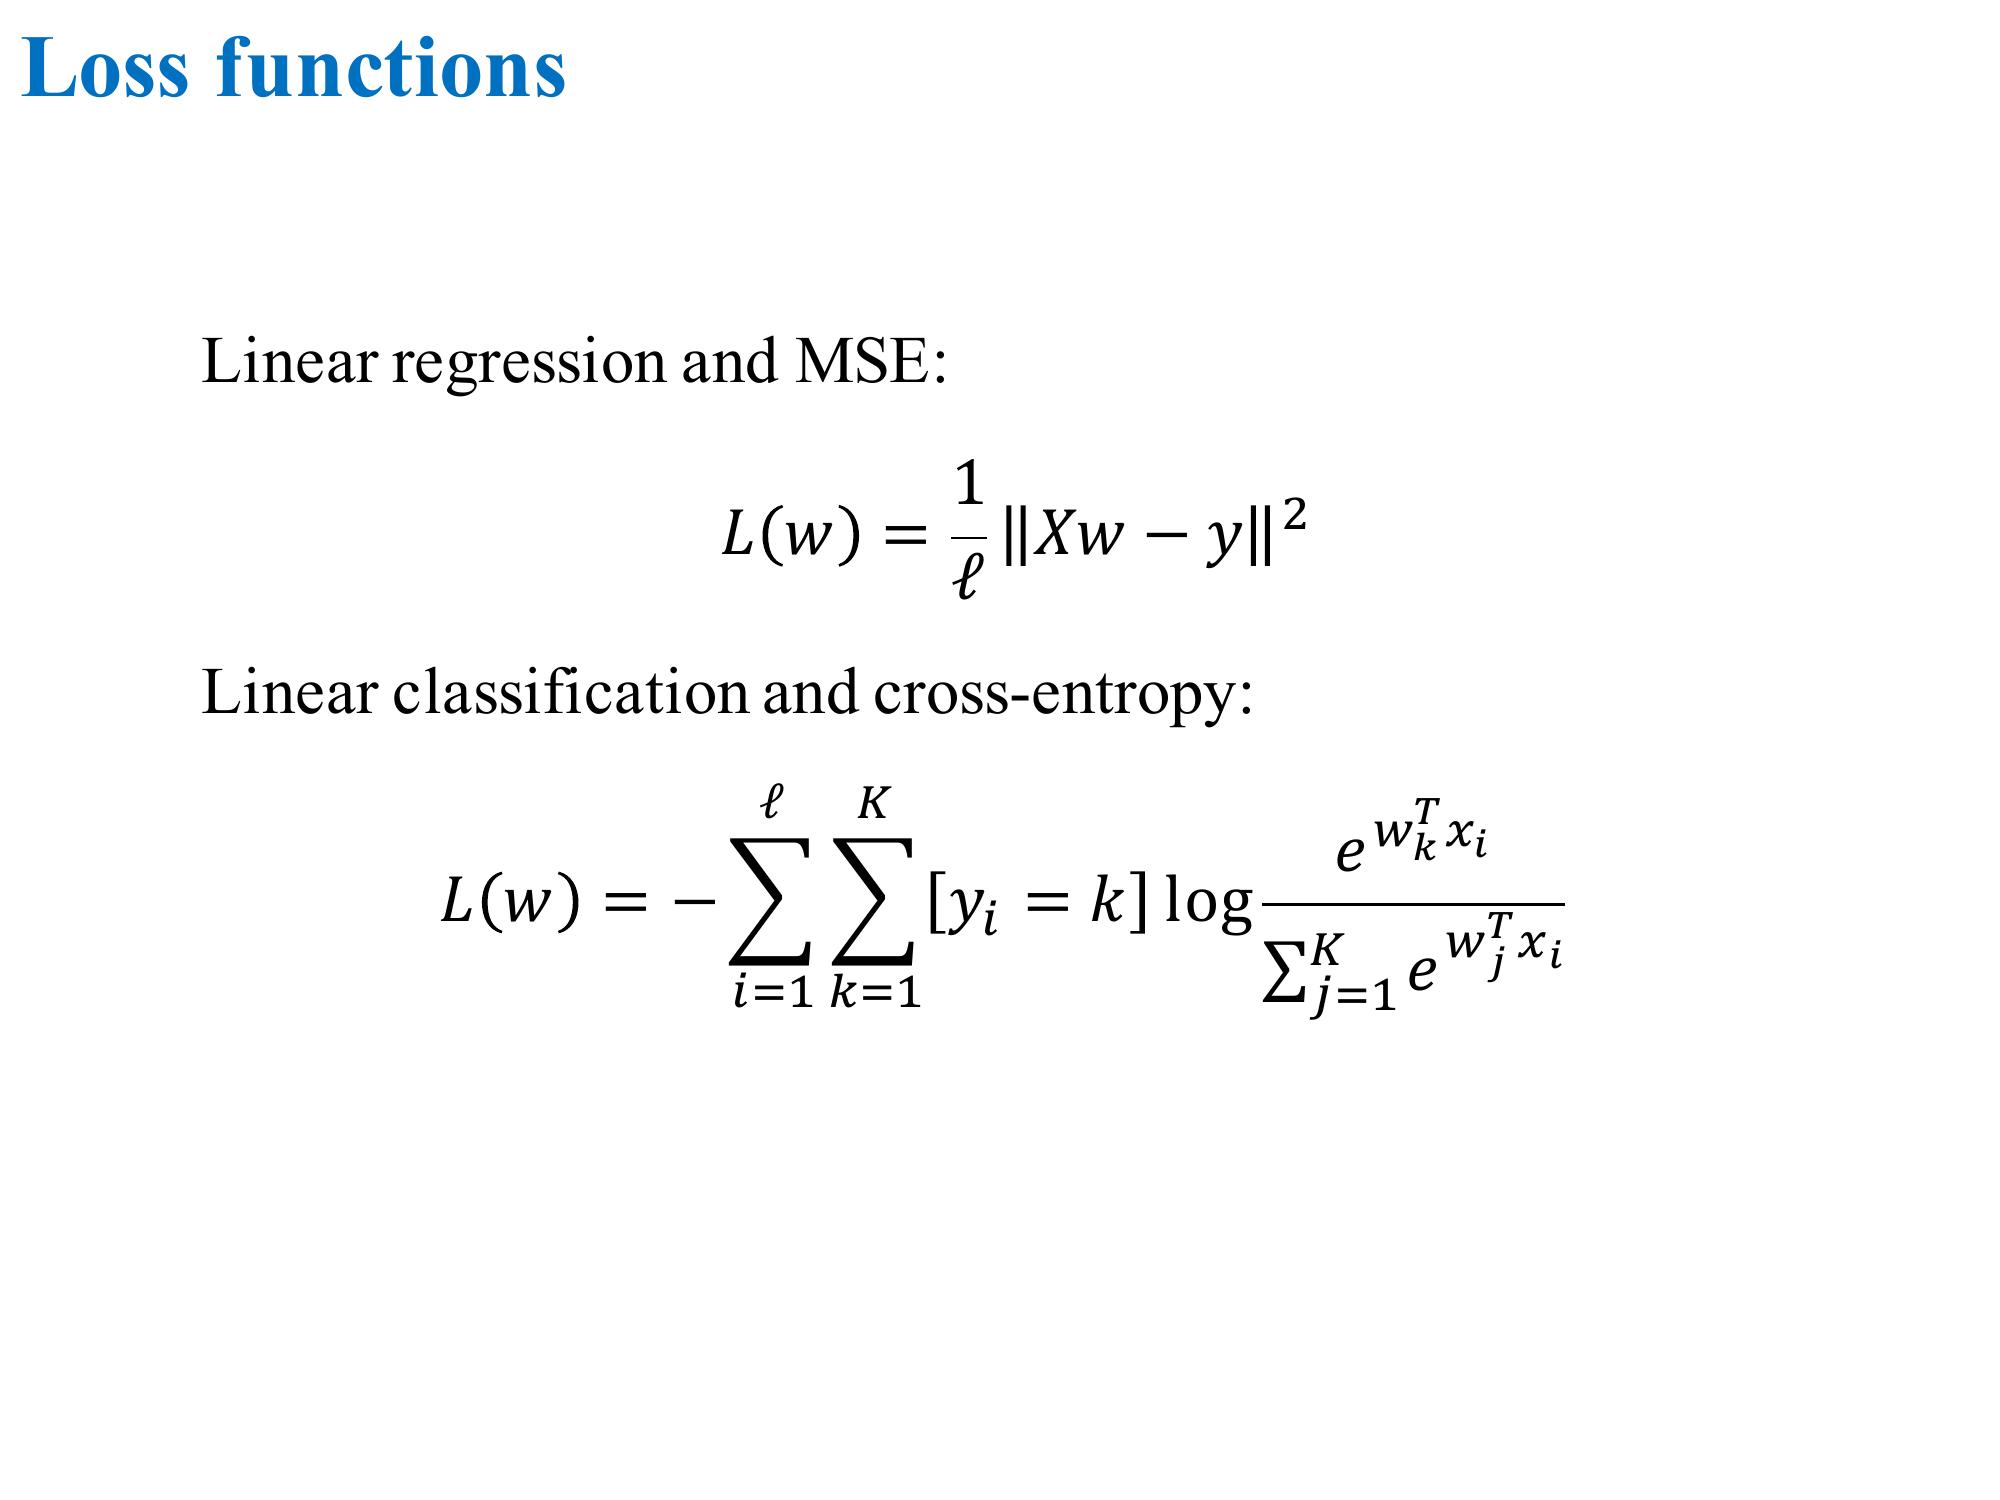 Loss functions
Linear regression and MSE:
L(w) = \frac{1}{\ell} \|Xw - y\|^2
Linear classification and cross-entropy:
L(w) = -\sum_{i=1}^{\ell} \sum_{k=1}^{K} [y_i = k] \log \frac{e^{w_k^T x_i}}{\sum_{j=1}^{K} e^{w_j^T x_i}}